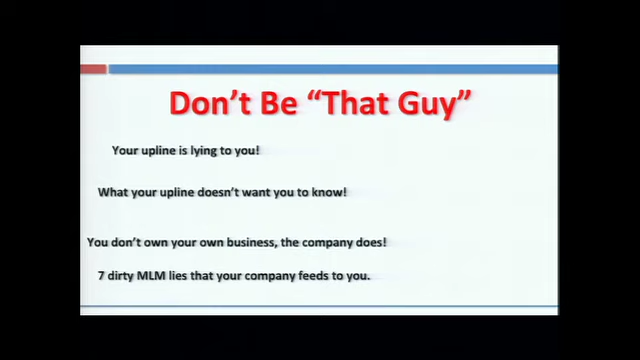 Don't Be “That Guy”
Your upline is lying to you!
What your upline doesn't want you to know!
You don't own your own business, the company does!
7 dirty MLM lies that your company feeds to you.